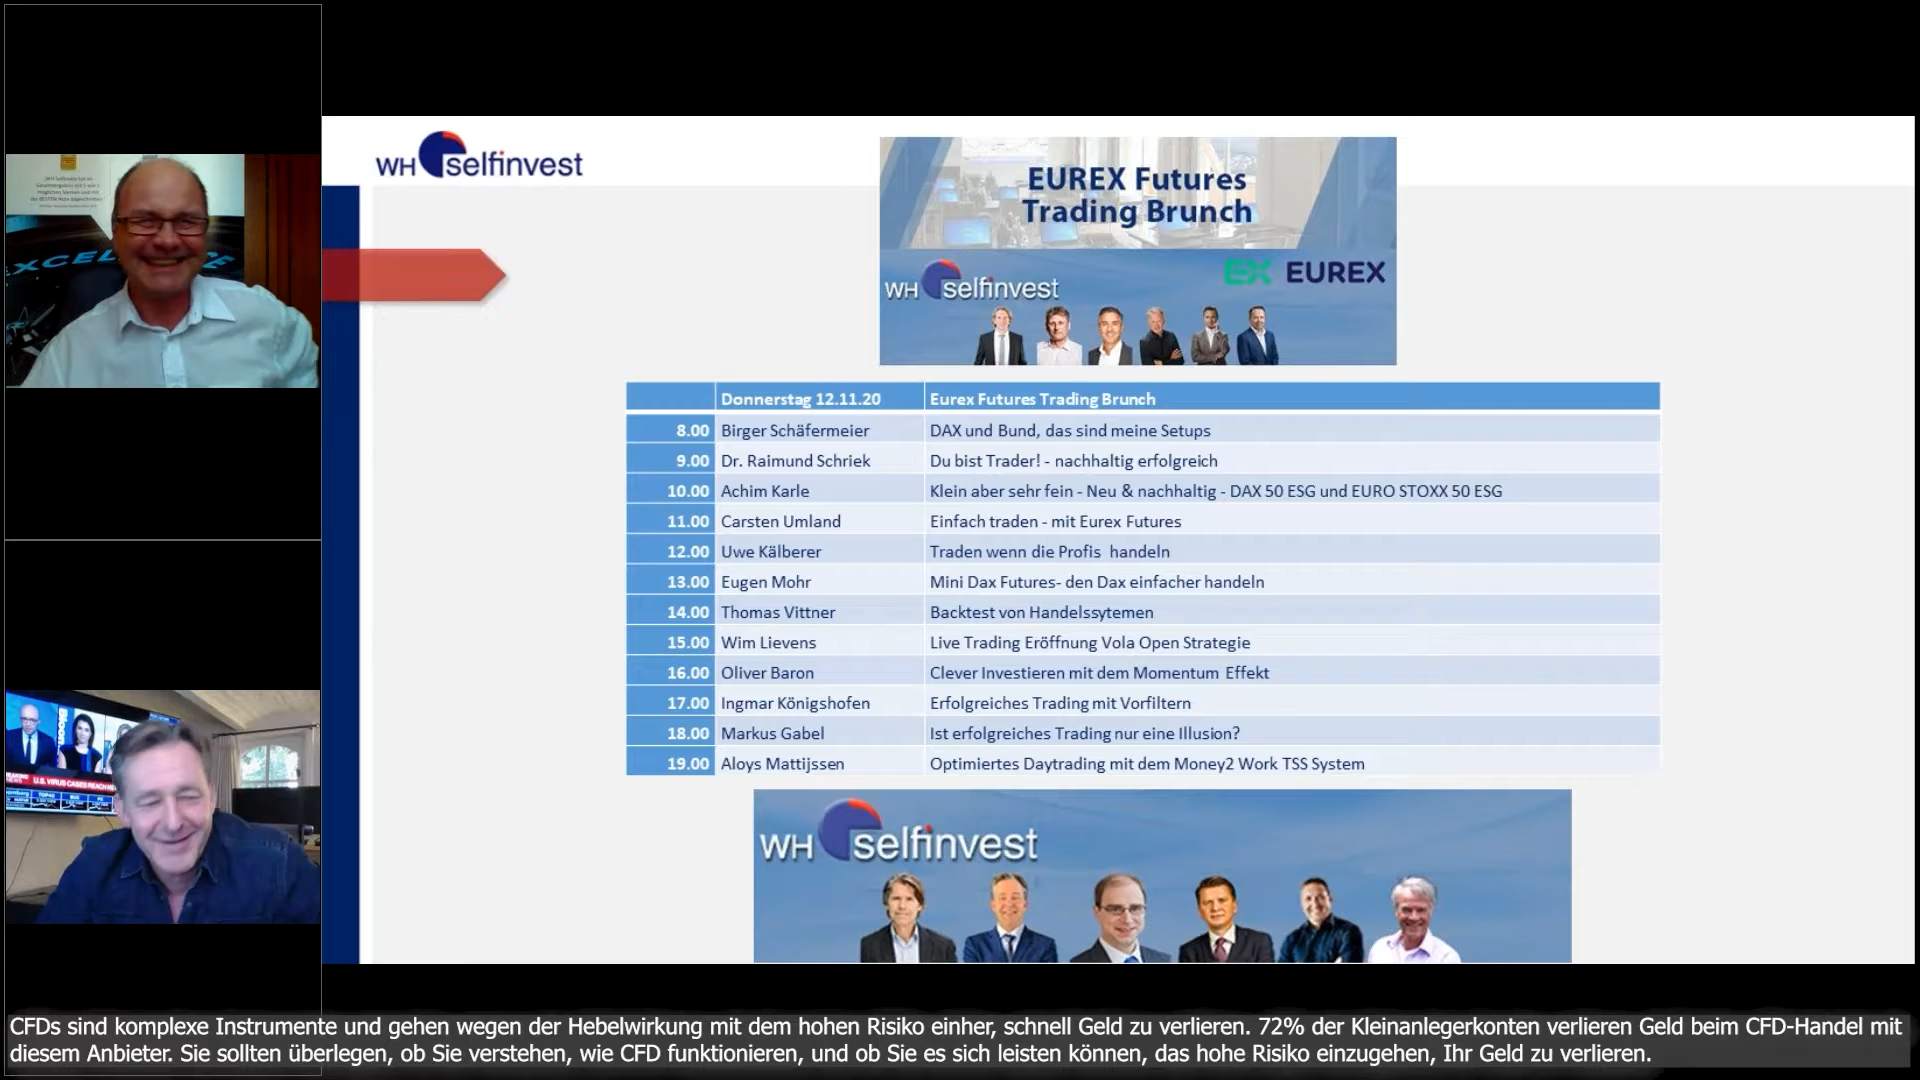 WH selfinvest
EUREX Futures
Trading Brunch
WH selfinvest
EX EUREX
Donnerstag 12.11.20 Eurex Futures Trading Brunch
8.00 Birger Schäfermeier DAX und Bund, das sind meine Setups
9.00 Dr. Raimund Schriek Du bist Trader! - nachhaltig erfolgreich
10.00 Achim Karle Klein aber sehr fein - Neu & nachhaltig - DAX 50 ESG und EURO STOXX 50 ESG
11.00 Carsten Umland Einfach traden - mit Eurex Futures
12.00 Uwe Kälberer Traden wenn die Profis handeln
13.00 Eugen Mohr Mini Dax Futures- den Dax einfacher handeln
14.00 Thomas Vittner Backtest von Handelssytemen
15.00 Wim Lievens Live Trading Eröffnung Vola Open Strategie
16.00 Oliver Baron Clever Investieren mit dem Momentum Effekt
17.00 Ingmar Königshofen Erfolgreiches Trading mit Vorfiltern
18.00 Markus Gabel Ist erfolgreiches Trading nur eine Illusion?
19.00 Aloys Mattijssen Optimiertes Daytrading mit dem Money2 Work TSS System
WH selfinvest
U.S. VIRUS CASES REACH
CFDs sind komplexe Instrumente und gehen wegen der Hebelwirkung mit dem hohen Risiko einher, schnell Geld zu verlieren. 72% der Kleinanlegerkonten verlieren Geld beim CFD-Handel mit
diesem Anbieter. Sie sollten überlegen, ob Sie verstehen, wie CFD funktionieren, und ob Sie es sich leisten können, das hohe Risiko einzugehen, Ihr Geld zu verlieren.